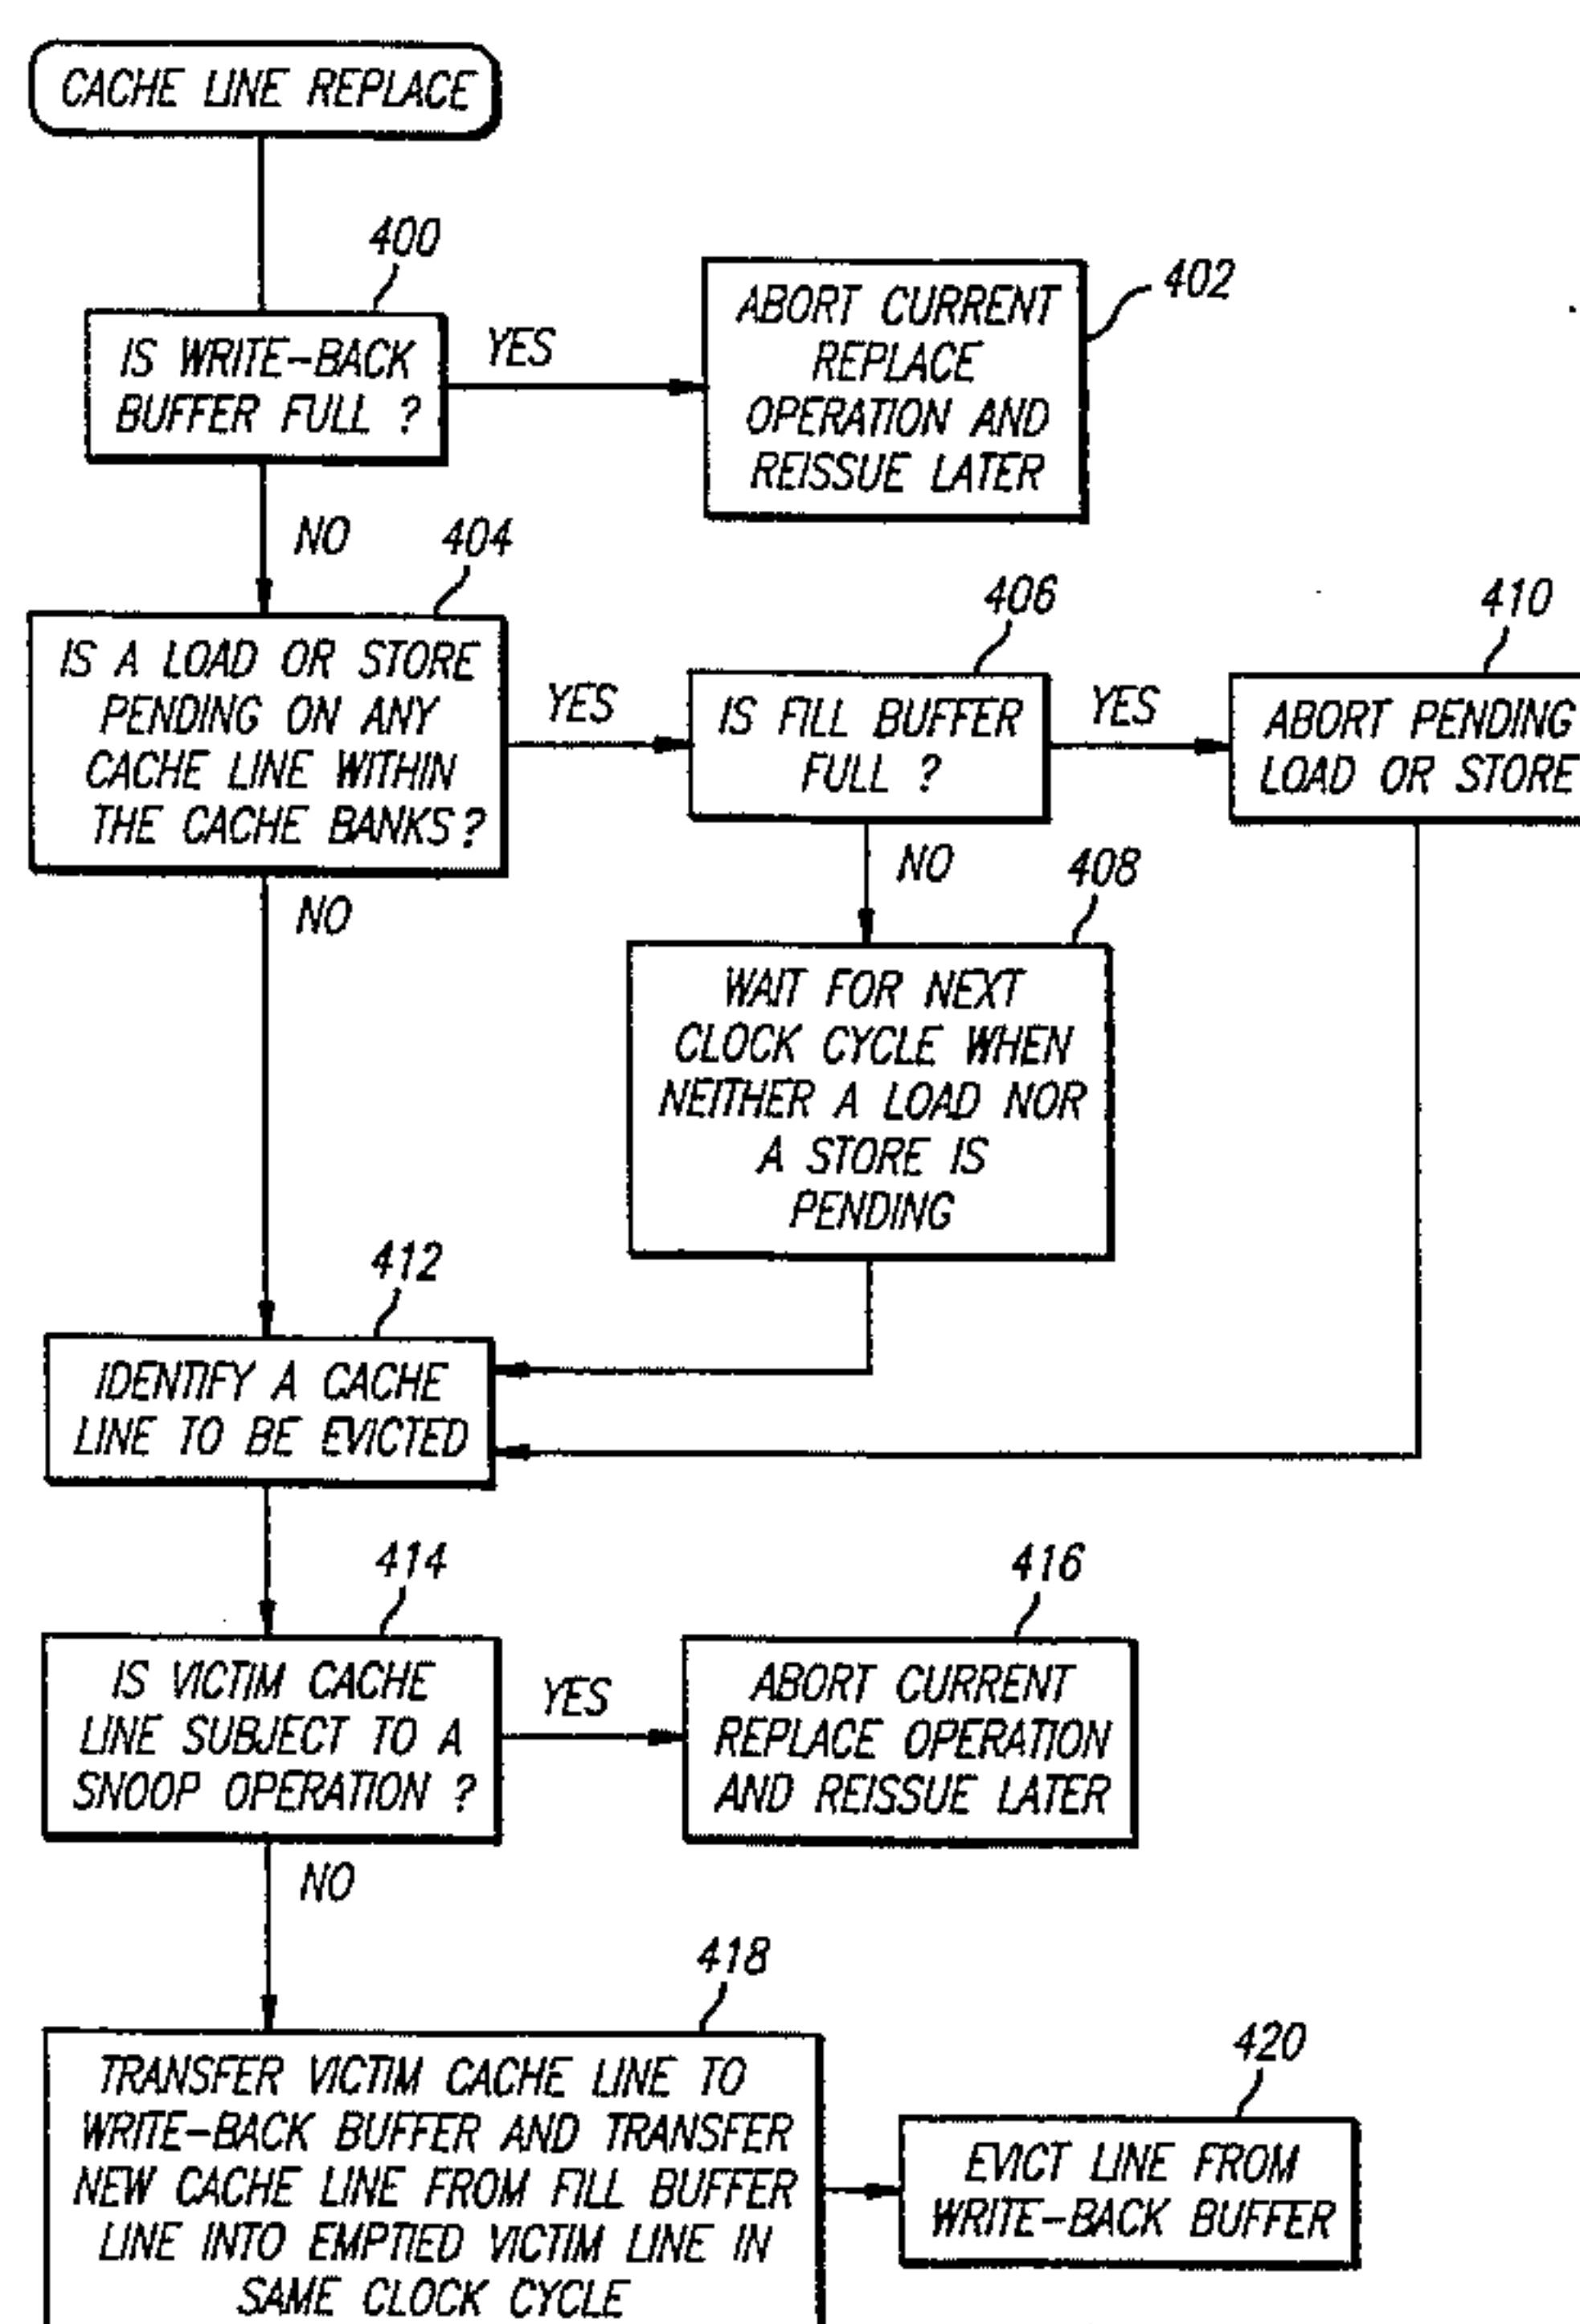 CACHE LINE REPLACE
400
IS WRITE-BACK
BUFFER FULL ?
YES
402
ABORT CURRENT
REPLACE
OPERATION AND
REISSUE LATER
NO
404
IS A LOAD OR STORE
PENDING ON ANY
CACHE LINE WITHIN
THE CACHE BANKS?
YES
406
IS FILL BUFFER
FULL ?
YES
410
ABORT PENDING
LOAD OR STORE
NO
NO
408
WAIT FOR NEXT
CLOCK CYCLE WHEN
NEITHER A LOAD NOR
A STORE IS
PENDING
412
IDENTIFY A CACHE
LINE TO BE EVICTED
414
IS VICTIM CACHE
LINE SUBJECT TO A
SNOOP OPERATION ?
YES
416
ABORT CURRENT
REPLACE OPERATION
AND REISSUE LATER
NO
418
TRANSFER VICTIM CACHE LINE TO
WRITE-BACK BUFFER AND TRANSFER
NEW CACHE LINE FROM FILL BUFFER
LINE INTO EMPTIED VICTIM LINE IN
SAME CLOCK CYCLE
420
EVICT LINE FROM
WRITE-BACK BUFFER